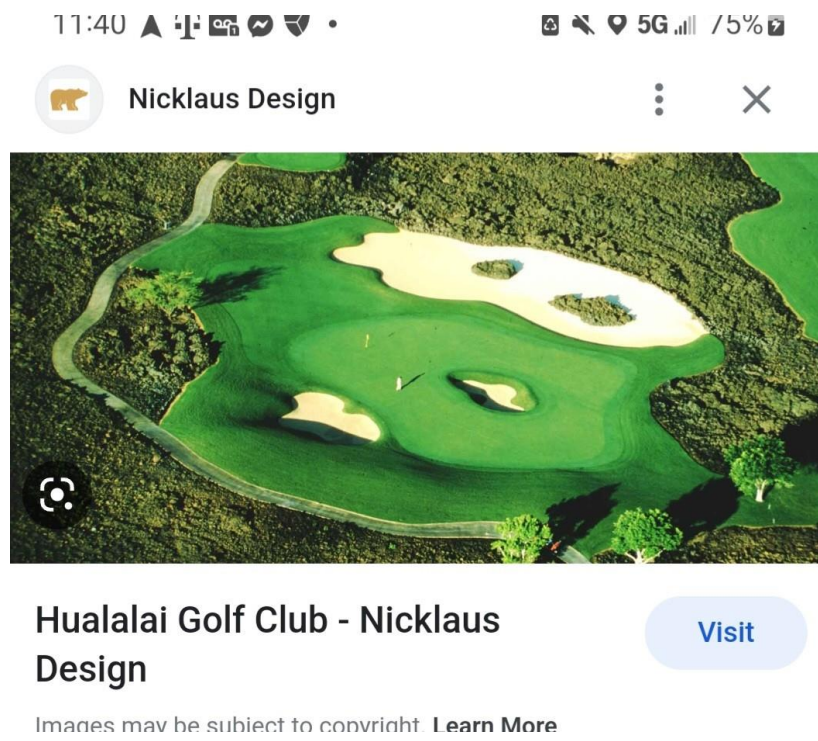 11:40 5G 75%
Nicklaus Design
Hualalai Golf Club - Nicklaus
Design
Visit
Images may be subject to copyright. Learn More